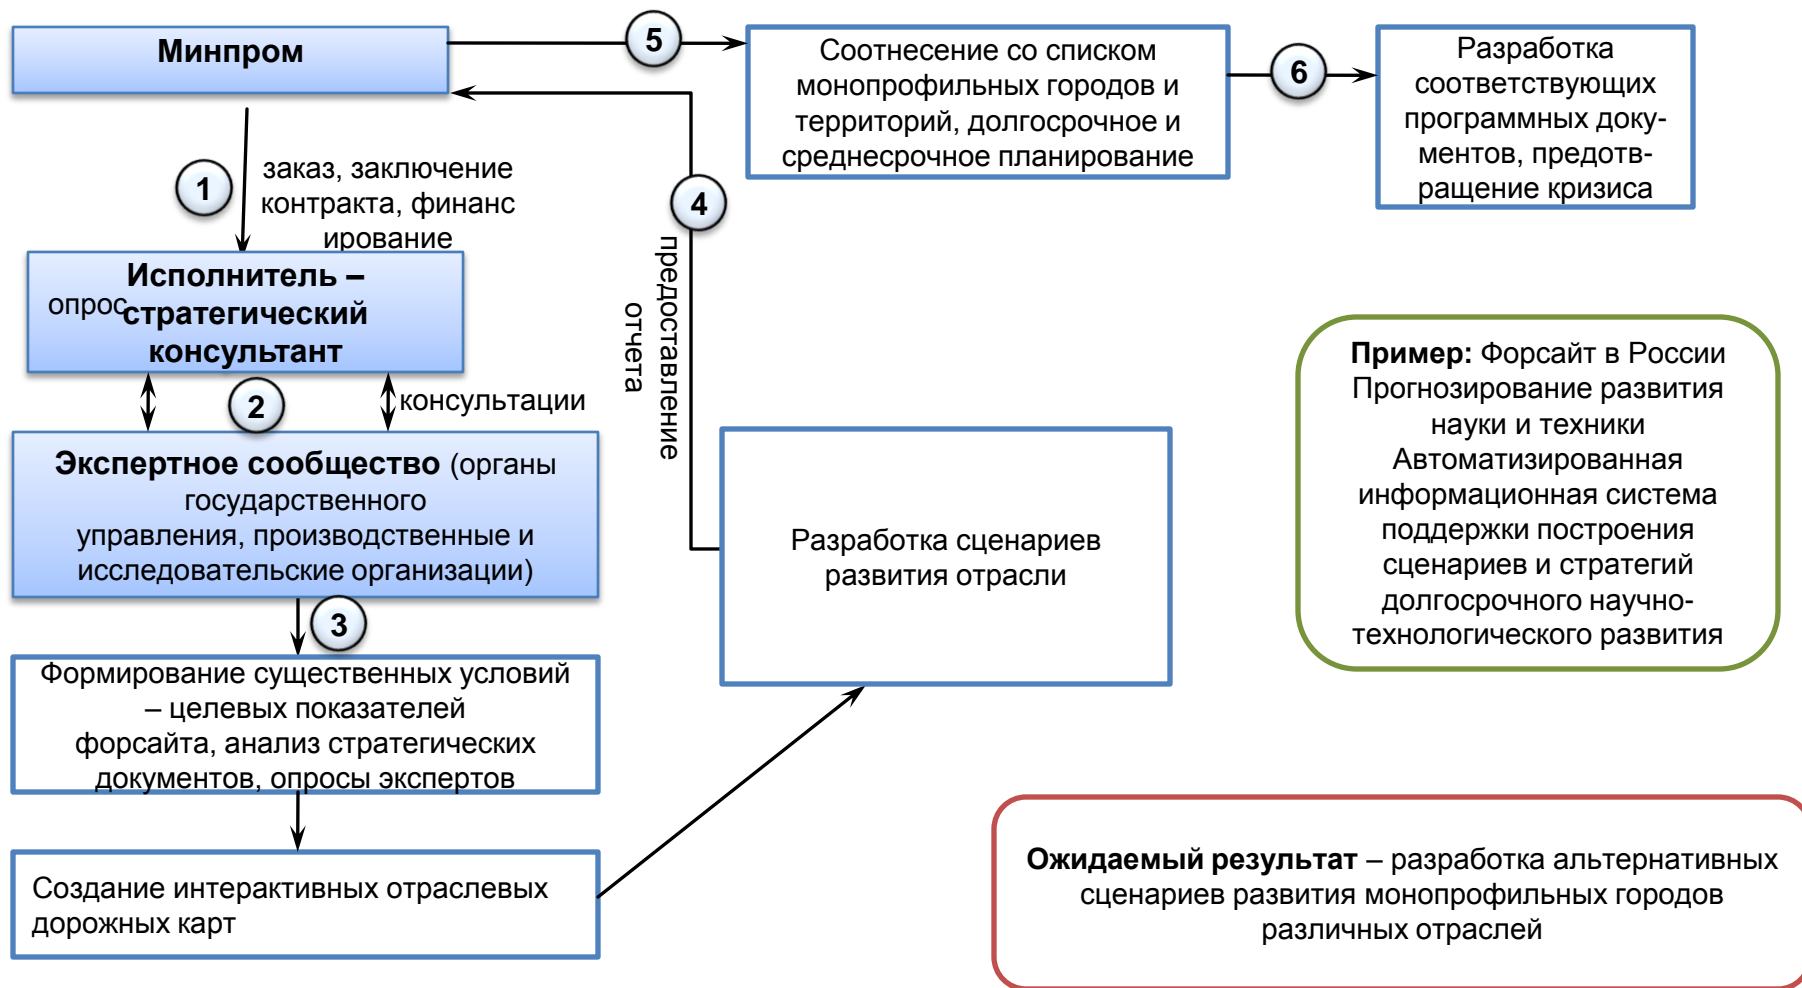 Минпром
5
Соотнесение со списком
монопрофильных городов и
территорий, долгосрочное и
среднесрочное планирование
6
Разработка
соответствующих
программных доку-
ментов, предотв-
ращение кризиса
1
заказ, заключение
контракта, финанс
ирование
4
предоставление
отчета
Исполнитель –
опрос
стратегический
консультант
2
консультации
Экспертное сообщество (органы
государственного
управления, производственные и
исследовательские организации)
3
Формирование существенных условий
– целевых показателей
форсайта, анализ стратегических
документов, опросы экспертов
Создание интерактивных отраслевых
дорожных карт
Разработка сценариев
развития отрасли
Пример: Форсайт в России
Прогнозирование развития
науки и техники
Автоматизированная
информационная система
поддержки построения
сценариев и стратегий
долгосрочного научно-
технологического развития
Ожидаемый результат – разработка альтернативных
сценариев развития монопрофильных городов
различных отраслей